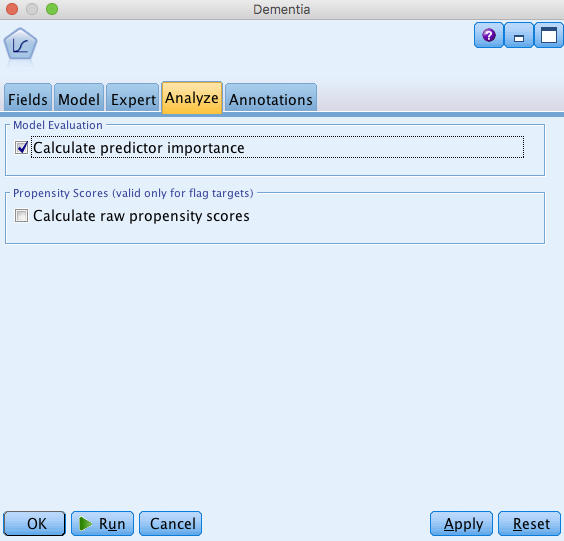 Dementia
?
Fields Model Expert Analyze Annotations
Model Evaluation
Calculate predictor importance
Propensity Scores (valid only for flag targets)
Calculate raw propensity scores
OK Run Cancel Apply Reset